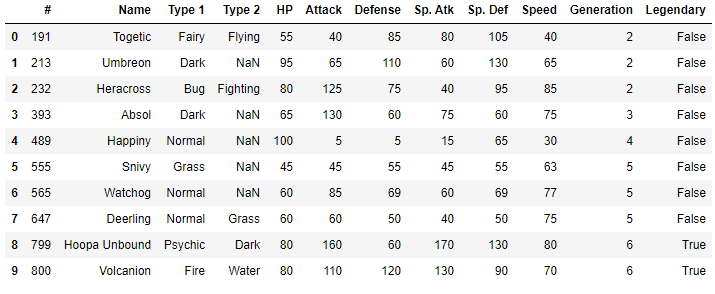 # Name Type 1 Type 2 HP Attack Defense Sp. Atk Sp. Def Speed Generation Legendary
0 191 Togetic Fairy Flying 55 40 85 80 105 40 2 False
1 213 Umbreon Dark NaN 95 65 110 60 130 65 2 False
2 232 Heracross Bug Fighting 80 125 75 40 95 85 2 False
3 393 Absol Dark NaN 65 130 60 75 60 75 3 False
4 489 Happiny Normal NaN 100 5 5 15 65 30 4 False
5 555 Snivy Grass NaN 45 45 55 45 55 63 5 False
6 565 Watchog Normal NaN 60 85 69 60 69 77 5 False
7 647 Deerling Normal Grass 60 60 50 40 50 75 5 False
8 799 Hoopa Unbound Psychic Dark 80 160 60 170 130 80 6 True
9 800 Volcanion Fire Water 80 110 120 130 90 70 6 True